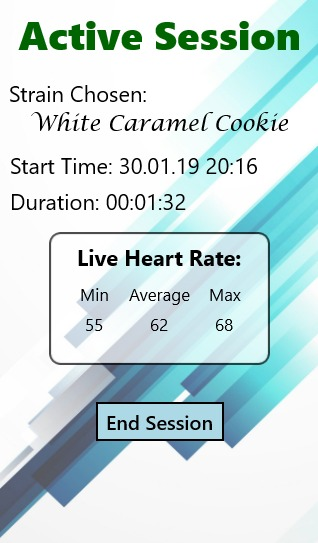 Active Session
Strain Chosen:
White Caramel Cookie
Start Time: 30.01.19 20:16
Duration: 00:01:32
Live Heart Rate:
Min Average Max
55 62 68
End Session